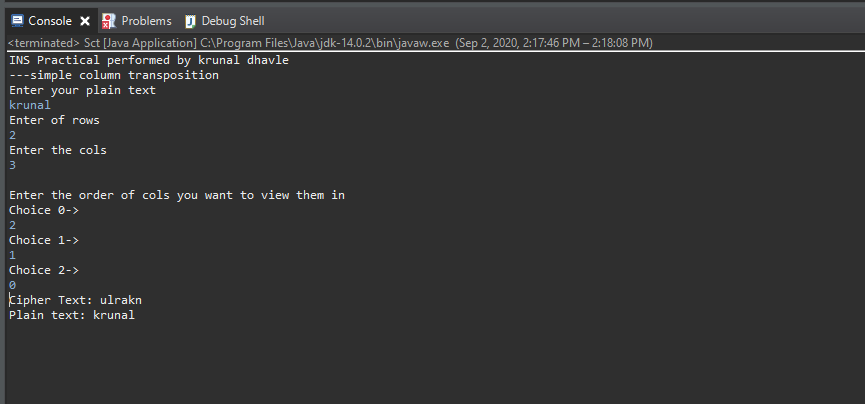 Console Problems Debug Shell
<terminated> Sct [Java Application] C:\Program Files\Java\jdk-14.0.2\bin\javaw.exe (Sep 2, 2020, 2:17:46 PM – 2:18:08 PM)
INS Practical performed by krunal dhavle
---simple column transposition
Enter your plain text
krunal
Enter of rows
2
Enter the cols
3
Enter the order of cols you want to view them in
Choice 0->
2
Choice 1->
1
Choice 2->
0
Cipher Text: ulrakn
Plain text: krunal